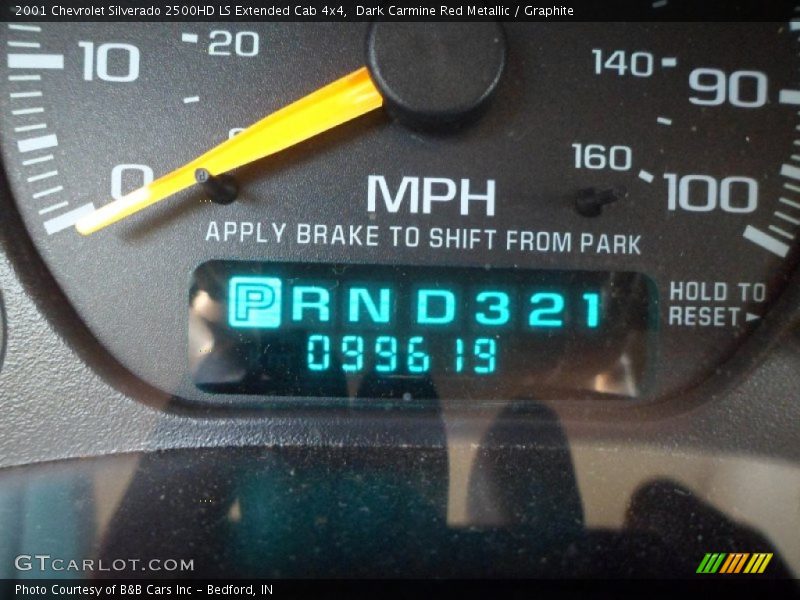 2001 Chevrolet Silverado 2500HD LS Extended Cab 4x4, Dark Carmine Red Metallic / Graphite
10 20 140 90
0 160 100
MPH
APPLY BRAKE TO SHIFT FROM PARK
HOLD TO
RESET
PRND321
099619
GTCARLOT.COM
Photo Courtesy of B&B Cars Inc - Bedford, IN